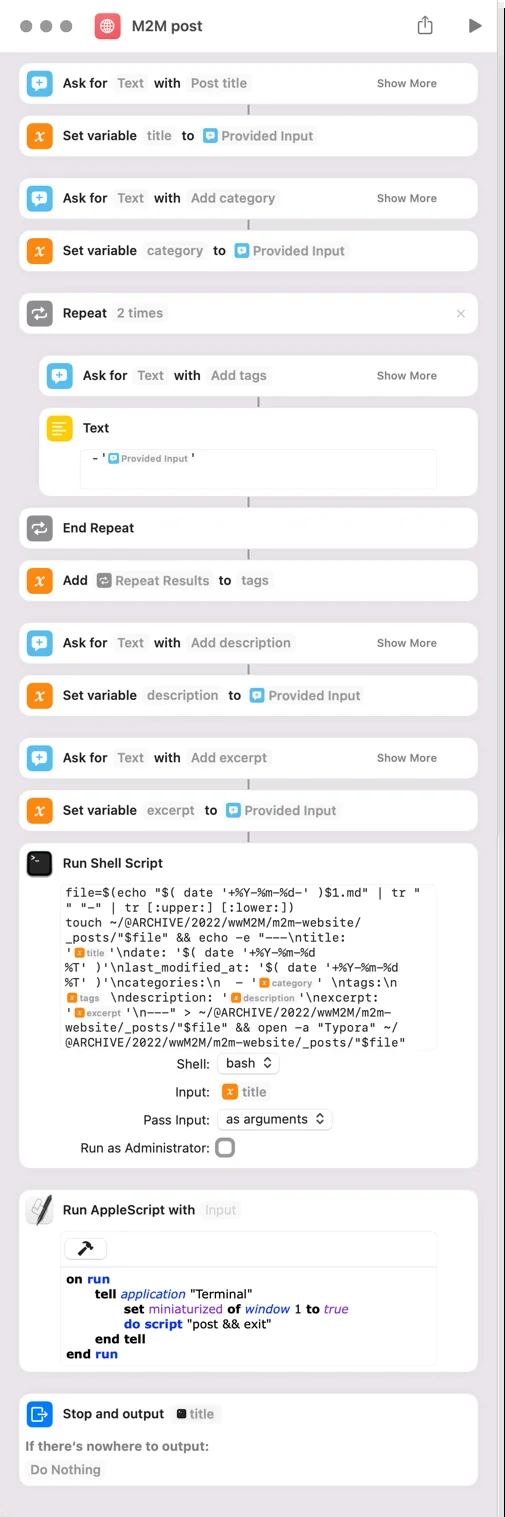 M2M post
Ask for Text with Post title Show More
Set variable title to Provided Input
Ask for Text with Add category Show More
Set variable category to Provided Input
Repeat 2 times
Ask for Text with Add tags Show More
Text
- 'Provided Input'
End Repeat
Add Repeat Results to tags
Ask for Text with Add description Show More
Set variable description to Provided Input
Ask for Text with Add excerpt Show More
Set variable excerpt to Provided Input
Run Shell Script
file=$(echo "$( date '+%Y-%m-%d-' )$1.md" | tr "
" "-" | tr [:upper:] [:lower:])
touch ~/@ARCHIVE/2022/wwM2M/m2m-website/
_posts/"$file" && echo -e "---\ntitle:
'title'\ndate: '$( date '+%Y-%m-%d
%T' )'\nlast_modified_at: '$( date '+%Y-%m-%d
%T' )'\ncategories:\n  - 'category' \ntags:\n
tags \ndescription: 'description'\nexcerpt:
'excerpt'\n---" > ~/@ARCHIVE/2022/wwM2M/m2m-
website/_posts/"$file" && open -a "Typora" ~/
@ARCHIVE/2022/wwM2M/m2m-website/_posts/"$file"
Shell: bash
Input: title
Pass Input: as arguments
Run as Administrator:
Run AppleScript with Input
on run
tell application "Terminal"
set miniaturized of window 1 to true
do script "post && exit"
end tell
end run
Stop and output title
If there's nowhere to output:
Do Nothing